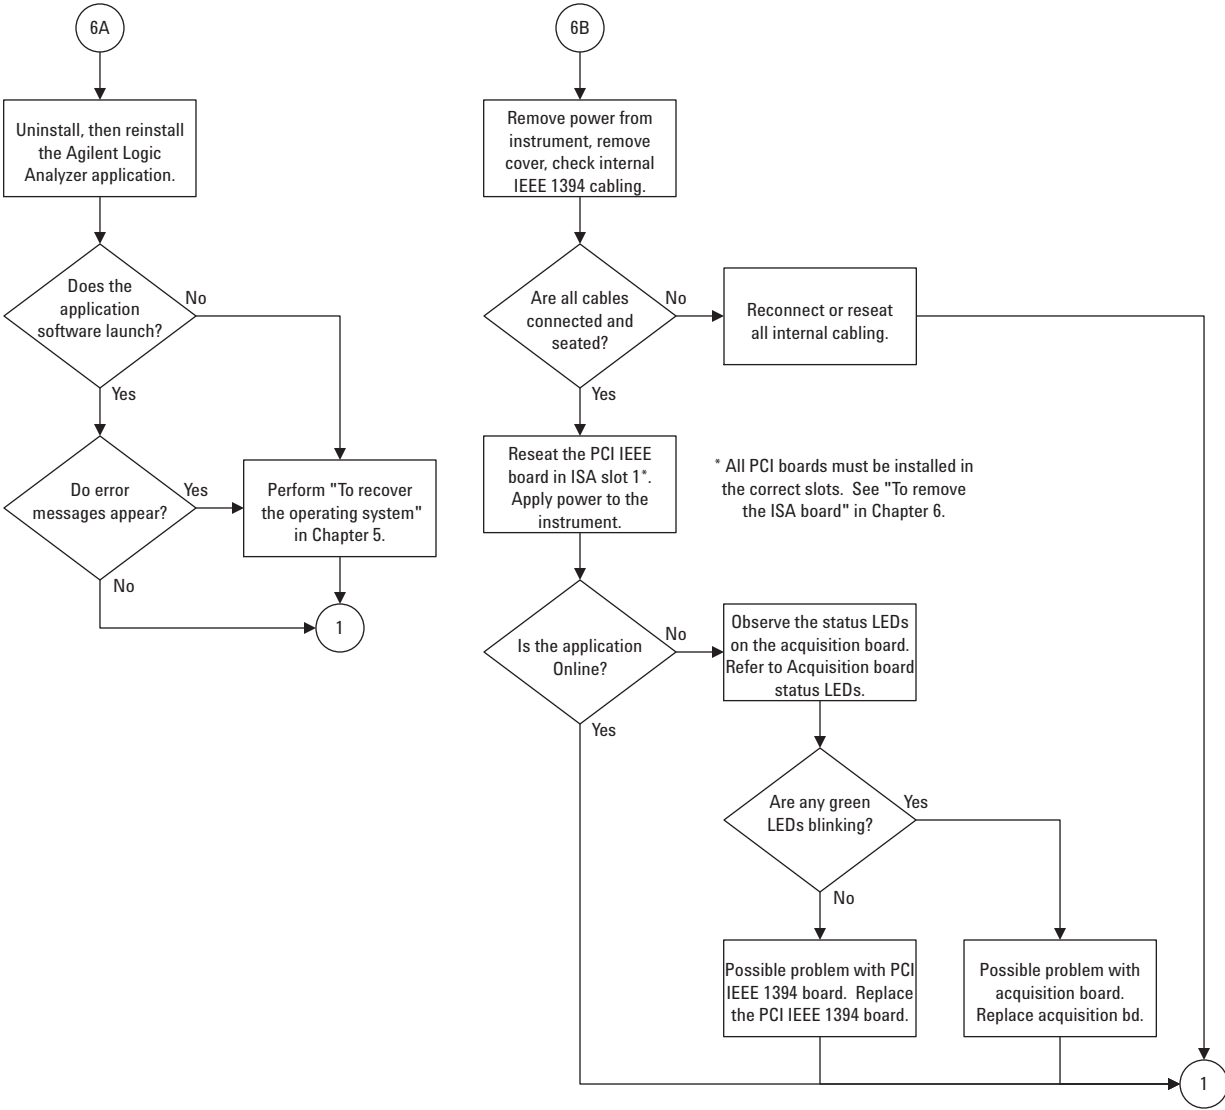 6A
Uninstall, then reinstall
the Agilent Logic
Analyzer application.
Does the
application
software launch?
No
Yes
Do error
messages appear?
Yes
No
Perform "To recover
the operating system"
in Chapter 5.
1
6B
Remove power from
instrument, remove
cover, check internal
IEEE 1394 cabling.
Are all cables
connected and
seated?
No
Yes
Reconnect or reseat
all internal cabling.
Reseat the PCI IEEE
board in ISA slot 1*.
Apply power to the
instrument.
* All PCI boards must be installed in
the correct slots.  See "To remove
the ISA board" in Chapter 6.
Is the application
Online?
No
Yes
Observe the status LEDs
on the acquisition board.
Refer to Acquisition board
status LEDs.
Are any green
LEDs blinking?
Yes
No
Possible problem with PCI
IEEE 1394 board.  Replace
the PCI IEEE 1394 board.
Possible problem with
acquisition board.
Replace acquisition bd.
1